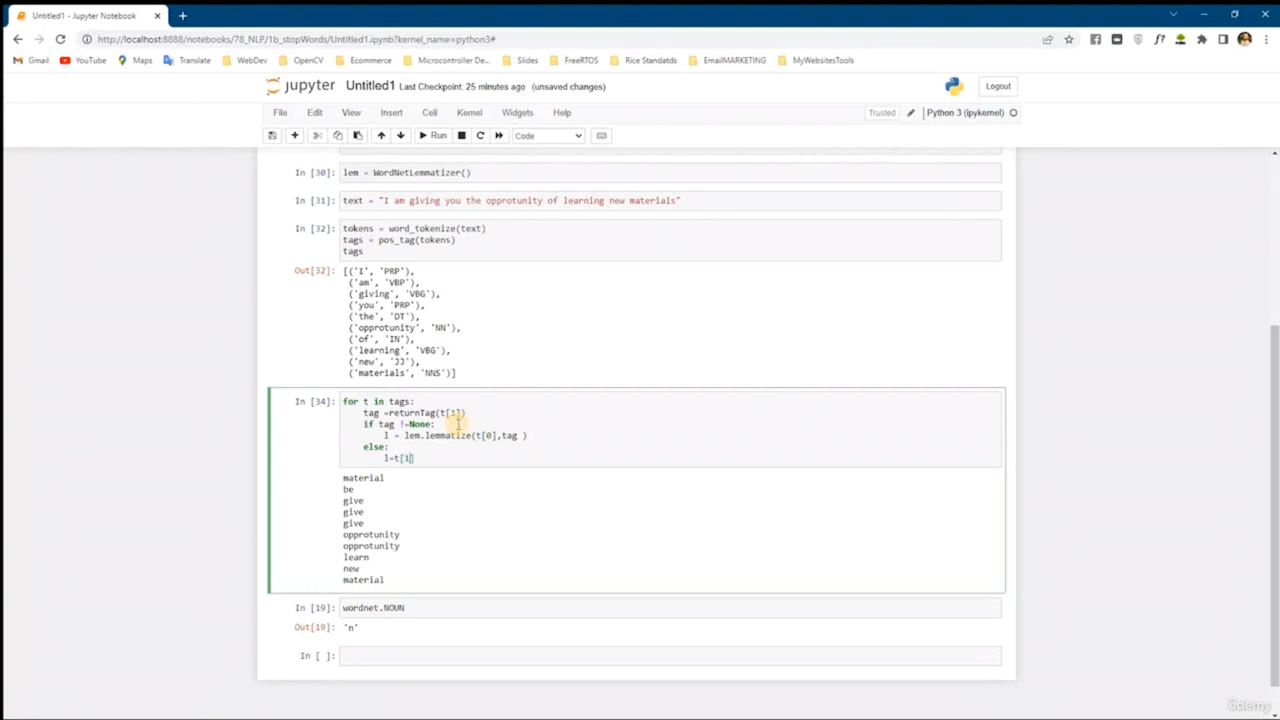 Untitled1 - Jupyter Notebook
http://localhost:8888/notebooks/78_NLP/1b_stopWords/Untitled1.ipynb?kernel_name=python3#
Gmail YouTube Maps Translate WebDev OpenCV Ecommerce Microcontroller De... Slides FreeRTOS Rice Standatds EmailMARKETING MyWebsitesTools
jupyter Untitled1 Last Checkpoint: 25 minutes ago (unsaved changes) Logout
File Edit View Insert Cell Kernel Widgets Help Trusted Python 3 (ipykernel)
Run Code
In [30]: lem = WordNetLemmatizer()
In [31]: text = "I am giving you the opprotunity of learning new materials"
In [32]: tokens = word_tokenize(text)
tags = pos_tag(tokens)
tags
Out[32]: [('I', 'PRP'),
('am', 'VBP'),
('giving', 'VBG'),
('you', 'PRP'),
('the', 'DT'),
('opprotunity', 'NN'),
('of', 'IN'),
('learning', 'VBG'),
('new', 'JJ'),
('materials', 'NNS')]
In [34]: for t in tags:
tag =returnTag(t[1])
if tag !=None:
l = lem.lemmatize(t[0],tag )
else:
l=t[1]
material
be
give
give
give
opprotunity
opprotunity
learn
new
material
In [19]: wordnet.NOUN
Out[19]: 'n'
In [ ]:
ûdemy